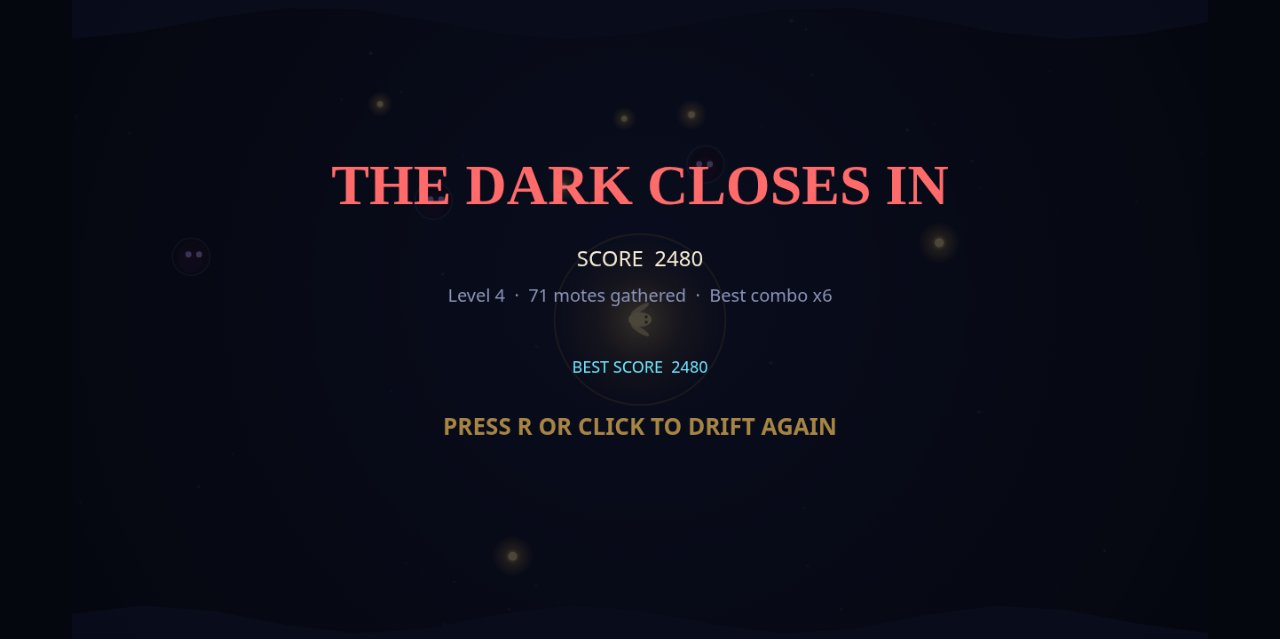 THE DARK CLOSES IN
SCORE 2480
Level 4 · 71 motes gathered · Best combo x6
BEST SCORE 2480
PRESS R OR CLICK TO DRIFT AGAIN